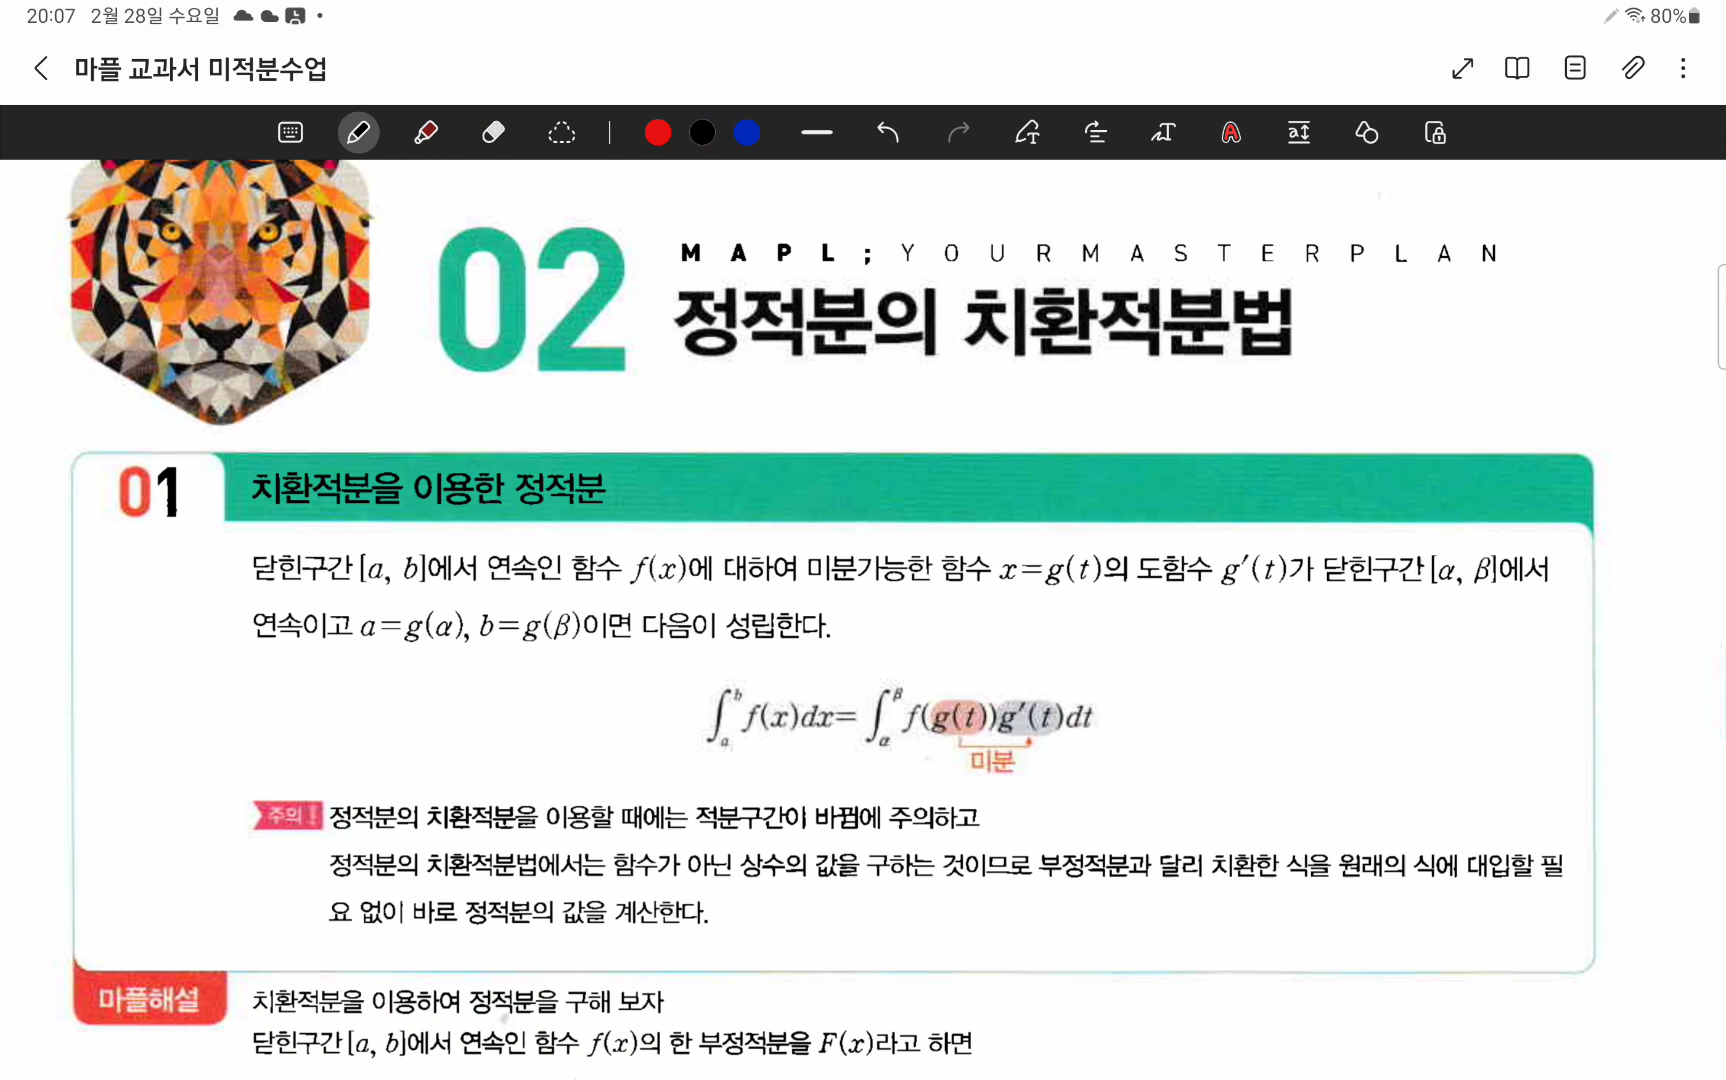 20:07 2월 28일 수요일
80%
마플 교과서 미적분수업
02
MAPL;YOURMASTERPLAN
정적분의 치환적분법
01 치환적분을 이용한 정적분
닫힌구간 [a, b]에서 연속인 함수 f(x)에 대하여 미분가능한 함수 x=g(t)의 도함수 g′(t)가 닫힌구간 [α, β]에서
연속이고 a=g(α), b=g(β)이면 다음이 성립한다.
∫ₐᵇ f(x)dx = ∫_α^β f(g(t))g′(t)dt
미분
주의! 정적분의 치환적분을 이용할 때에는 적분구간이 바뀜에 주의하고
정적분의 치환적분법에서는 함수가 아닌 상수의 값을 구하는 것이므로 부정적분과 달리 치환한 식을 원래의 식에 대입할 필
요 없이 바로 정적분의 값을 계산한다.
마플해설 치환적분을 이용하여 정적분을 구해 보자
닫힌구간 [a, b]에서 연속인 함수 f(x)의 한 부정적분을 F(x)라고 하면